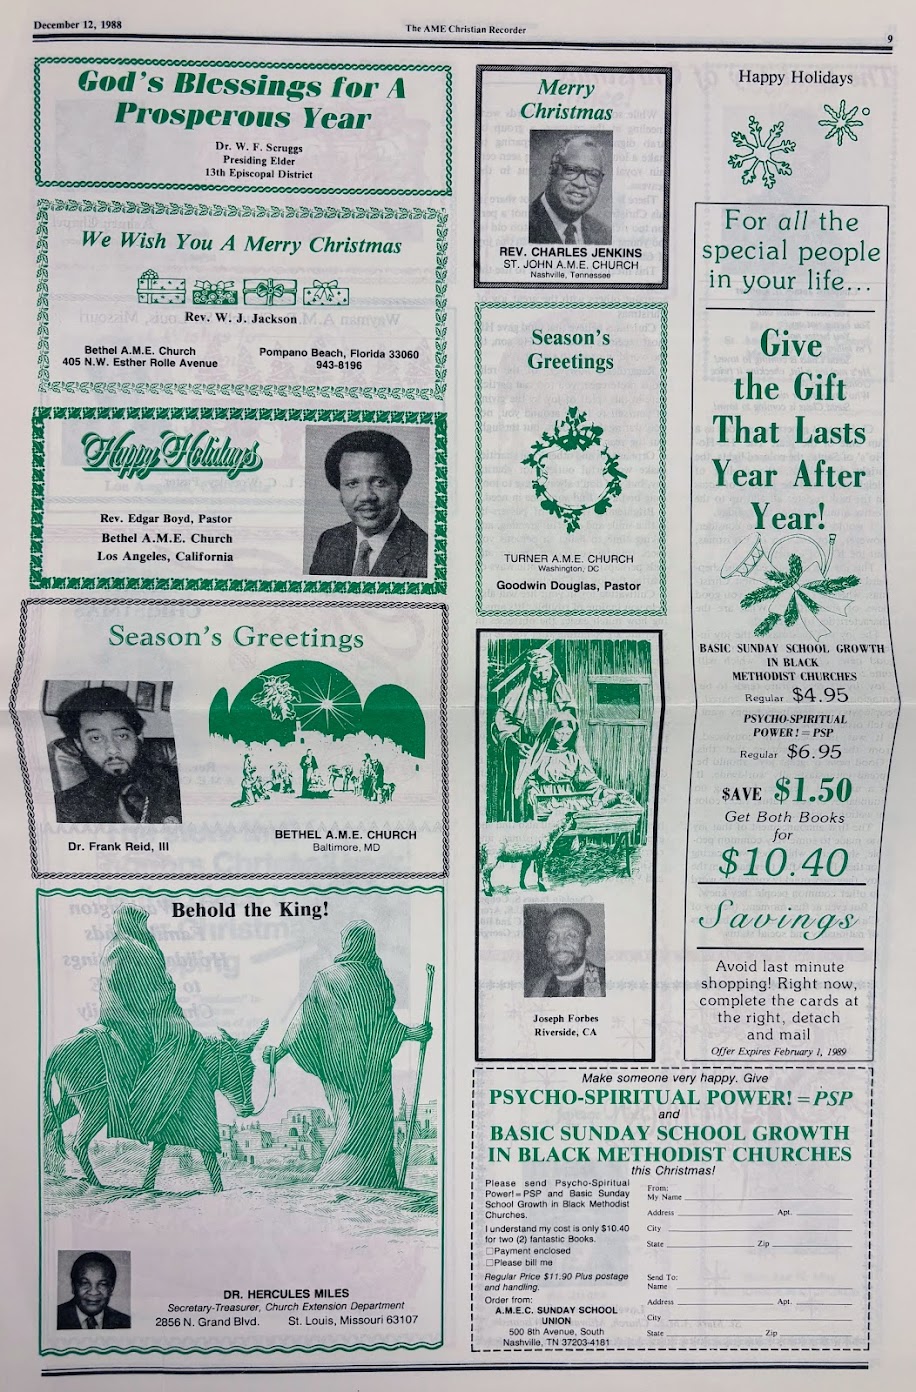 December 12, 1988
The AME Christian Recorder
9
God's Blessings for A
Prosperous Year
Dr. W. F. Scruggs
Presiding Elder
13th Episcopal District
We Wish You A Merry Christmas
Rev. W. J. Jackson
Bethel A.M.E. Church
405 N.W. Esther Rolle Avenue
Pompano Beach, Florida 33060
943-8196
Happy Holidays
Rev. Edgar Boyd, Pastor
Bethel A.M.E. Church
Los Angeles, California
Season's Greetings
Dr. Frank Reid, III
BETHEL A.M.E. CHURCH
Baltimore, MD
Behold the King!
DR. HERCULES MILES
Secretary-Treasurer, Church Extension Department
2856 N. Grand Blvd. St. Louis, Missouri 63107
Merry
Christmas
REV. CHARLES JENKINS
ST. JOHN A.M.E. CHURCH
Nashville, Tennessee
Season's
Greetings
TURNER A.M.E. CHURCH
Washington, DC
Goodwin Douglas, Pastor
Joseph Forbes
Riverside, CA
Happy Holidays
For all the
special people
in your life...
Give
the Gift
That Lasts
Year After
Year!
BASIC SUNDAY SCHOOL GROWTH
IN BLACK
METHODIST CHURCHES
Regular $4.95
PSYCHO-SPIRITUAL
POWER! = PSP
Regular $6.95
$AVE $1.50
Get Both Books
for
$10.40
Savings
Avoid last minute
shopping! Right now,
complete the cards at
the right, detach
and mail
Offer Expires February 1, 1989
Make someone very happy. Give
PSYCHO-SPIRITUAL POWER! = PSP
and
BASIC SUNDAY SCHOOL GROWTH
IN BLACK METHODIST CHURCHES
this Christmas!
Please send Psycho-Spiritual
Power! = PSP and Basic Sunday
School Growth in Black Methodist
Churches.
I understand my cost is only $10.40
for two (2) fantastic Books.
☐Payment enclosed
☐Please bill me
Regular Price $11.90 Plus postage
and handling.
Order from:
A.M.E.C. SUNDAY SCHOOL
UNION
500 8th Avenue, South
Nashville, TN 37203-4181
From:
My Name
Address Apt.
City
State Zip
Send To:
Name
Address Apt.
City
State Zip